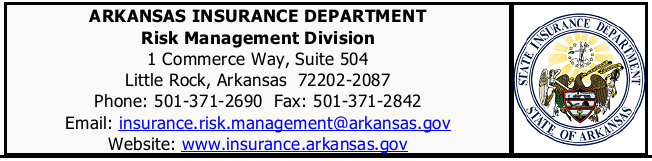 ARKANSAS INSURANCE DEPARTMENT
Risk Management Division
1 Commerce Way, Suite 504
Little Rock, Arkansas 72202-2087
Phone: 501-371-2690 Fax: 501-371-2842
Email: insurance.risk.management@arkansas.gov
Website: www.insurance.arkansas.gov
STATE INSURANCE DEPARTMENT
STATE OF ARKANSAS